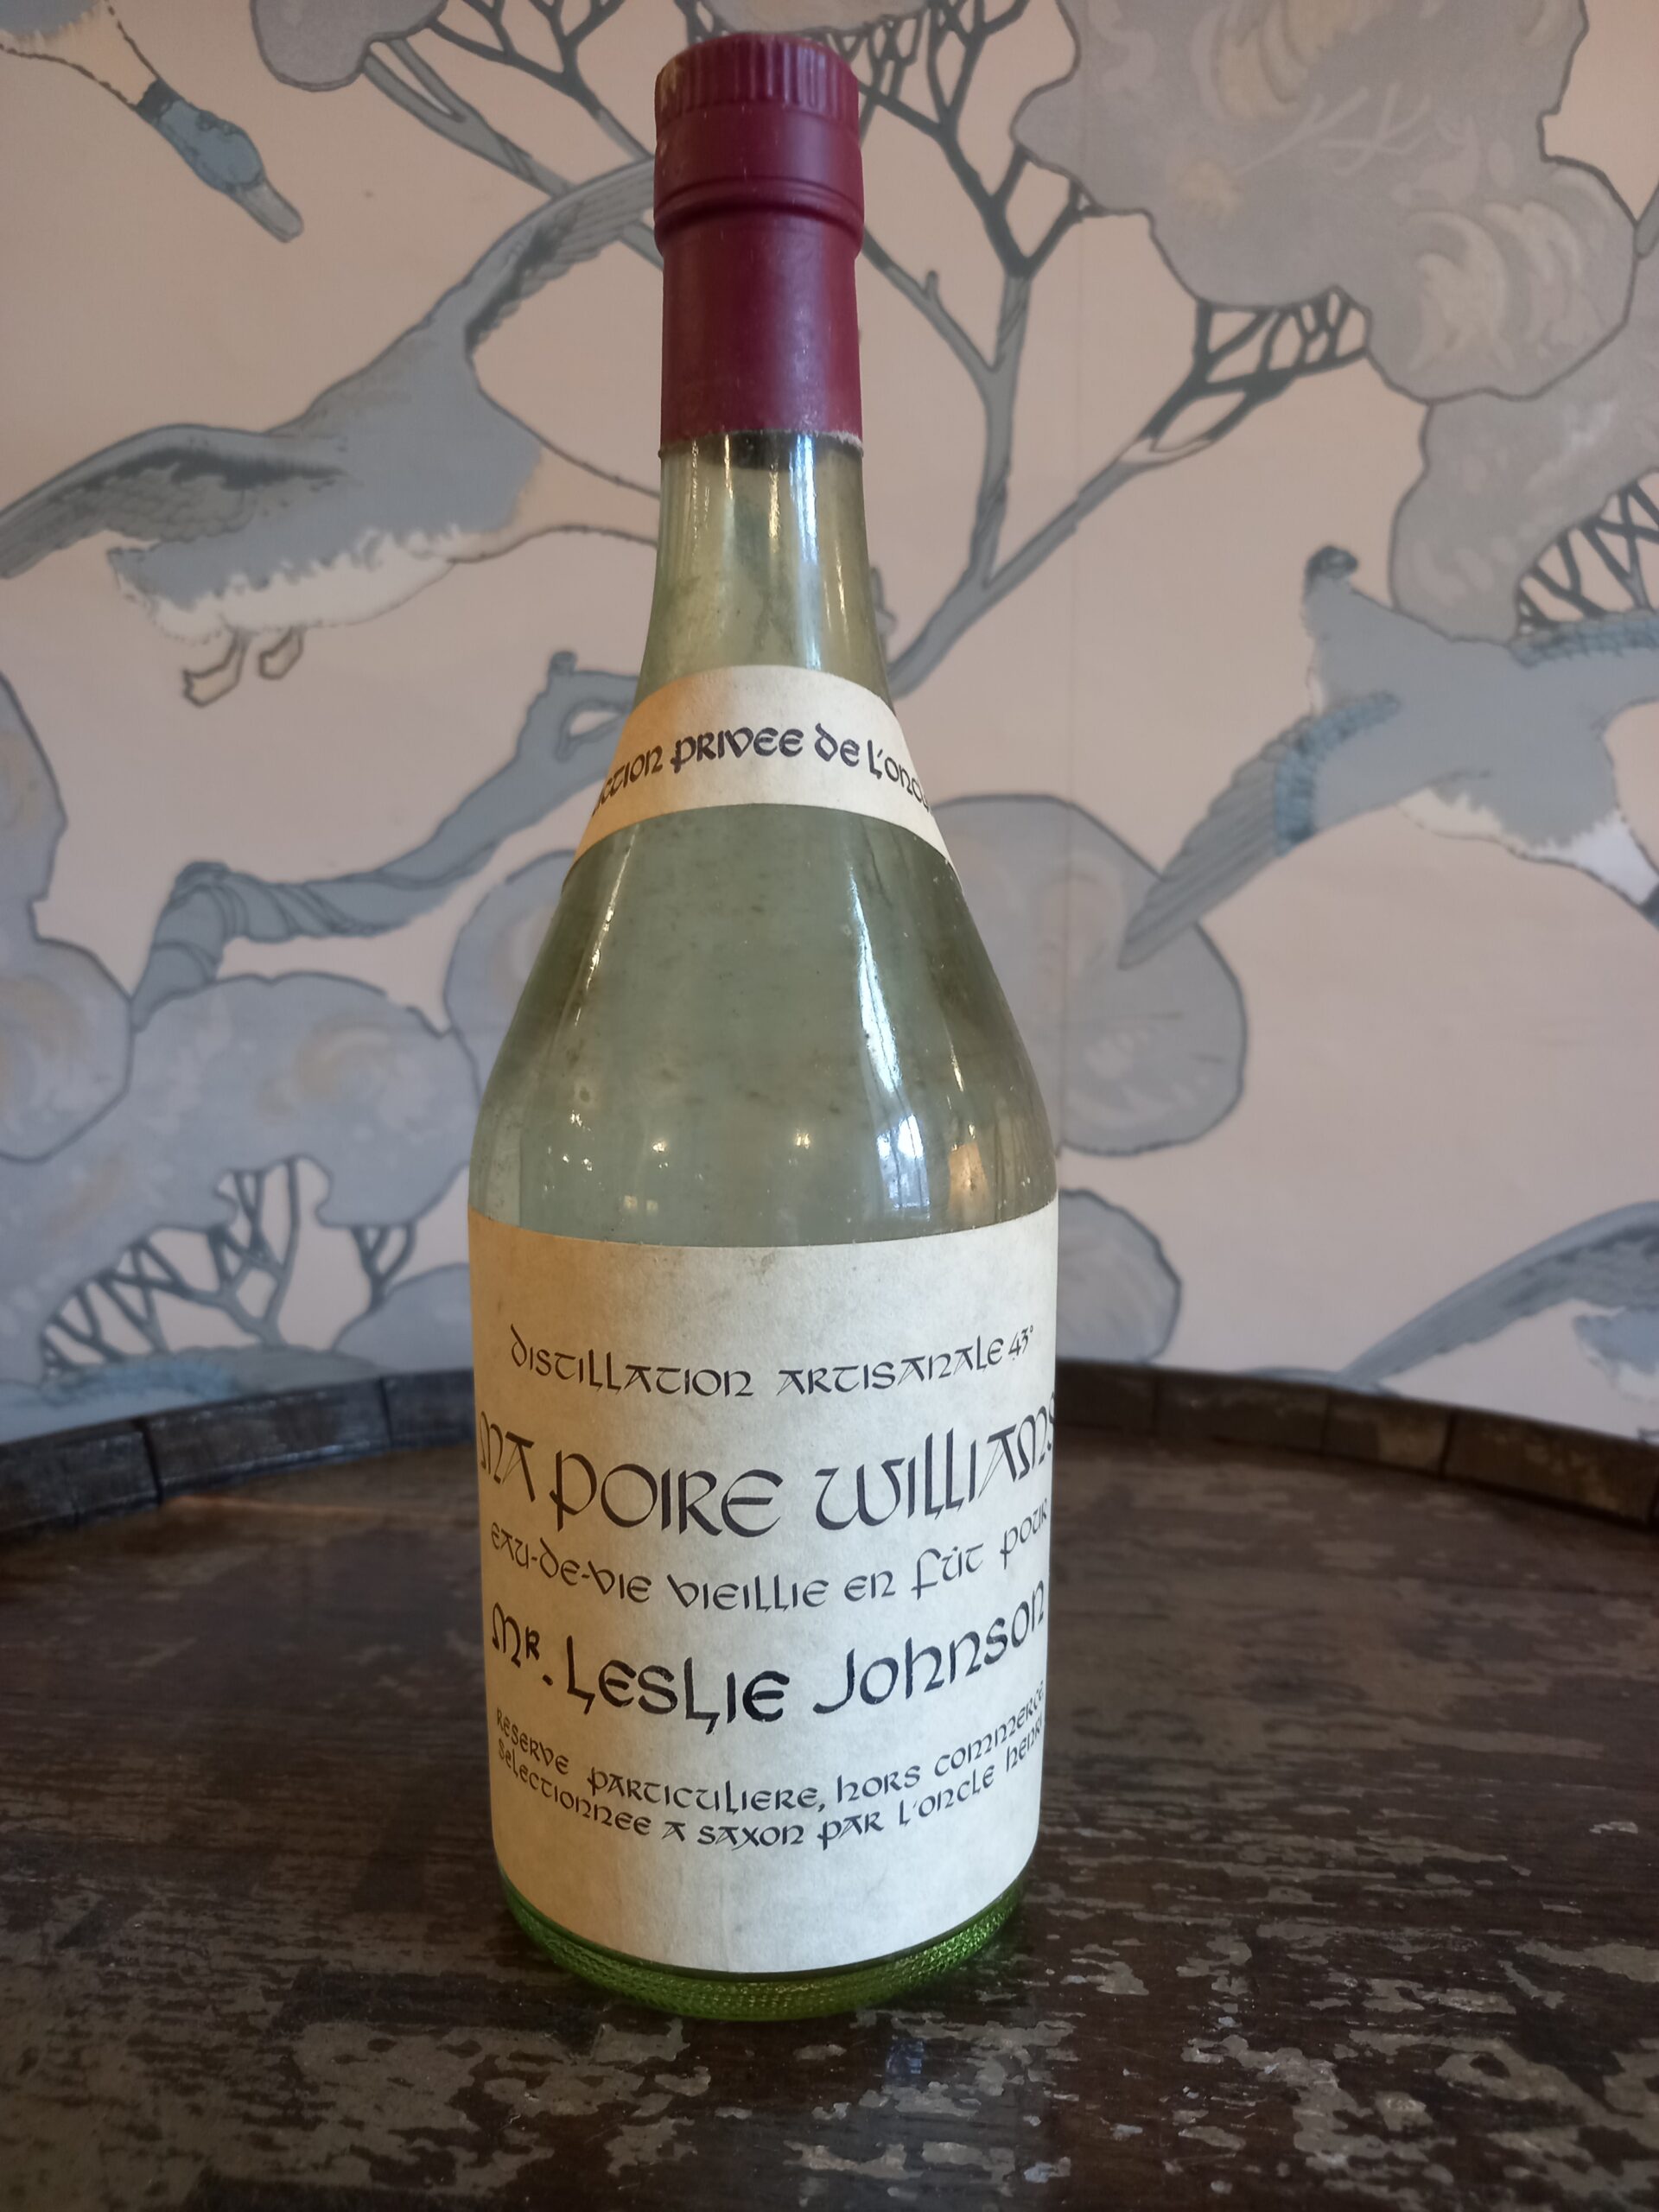 PRIVEE DE
DISTILLATION ARTISANALE 43°
MA POIRE WILLIAMS
EAU-DE-VIE VIEILLIE EN FÛT POUR
MR. LESLIE JOHNSON
RESERVE PARTICULIERE, HORS COMMERCE,
SELECTIONNEE A SAXON PAR L'ONCLE HENRI